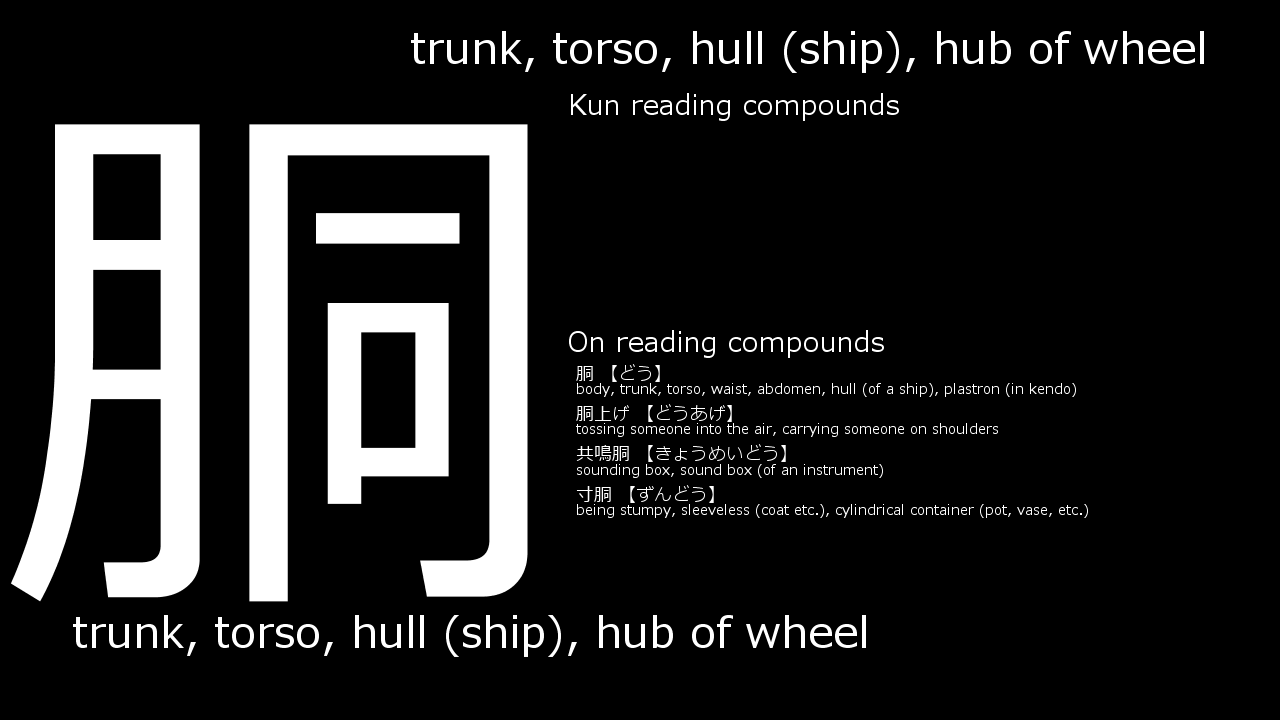 trunk, torso, hull (ship), hub of wheel
Kun reading compounds
胴
On reading compounds
胴 【どう】
body, trunk, torso, waist, abdomen, hull (of a ship), plastron (in kendo)
胴上げ 【どうあげ】
tossing someone into the air, carrying someone on shoulders
共鳴胴 【きょうめいどう】
sounding box, sound box (of an instrument)
寸胴 【ずんどう】
being stumpy, sleeveless (coat etc.), cylindrical container (pot, vase, etc.)
trunk, torso, hull (ship), hub of wheel